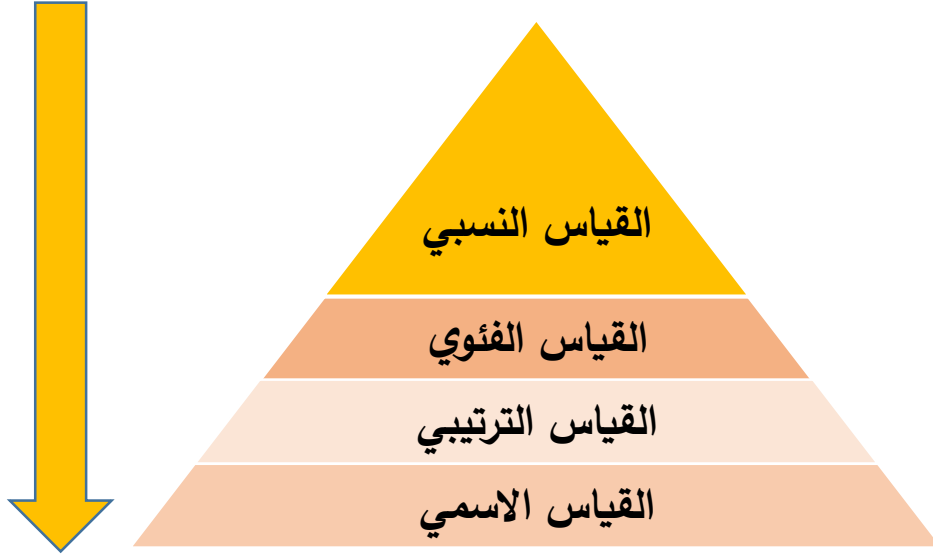 القياس النسبي
القياس الفئوي
القياس الترتيبي
القياس الاسمي